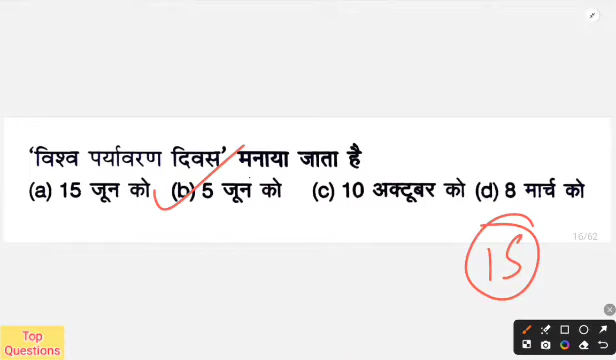 ‘विश्व पर्यावरण दिवस’ मनाया जाता है
(a) 15 जून को (b) 5 जून को (c) 10 अक्टूबर को (d) 8 मार्च को
16/62
15
Top
Questions